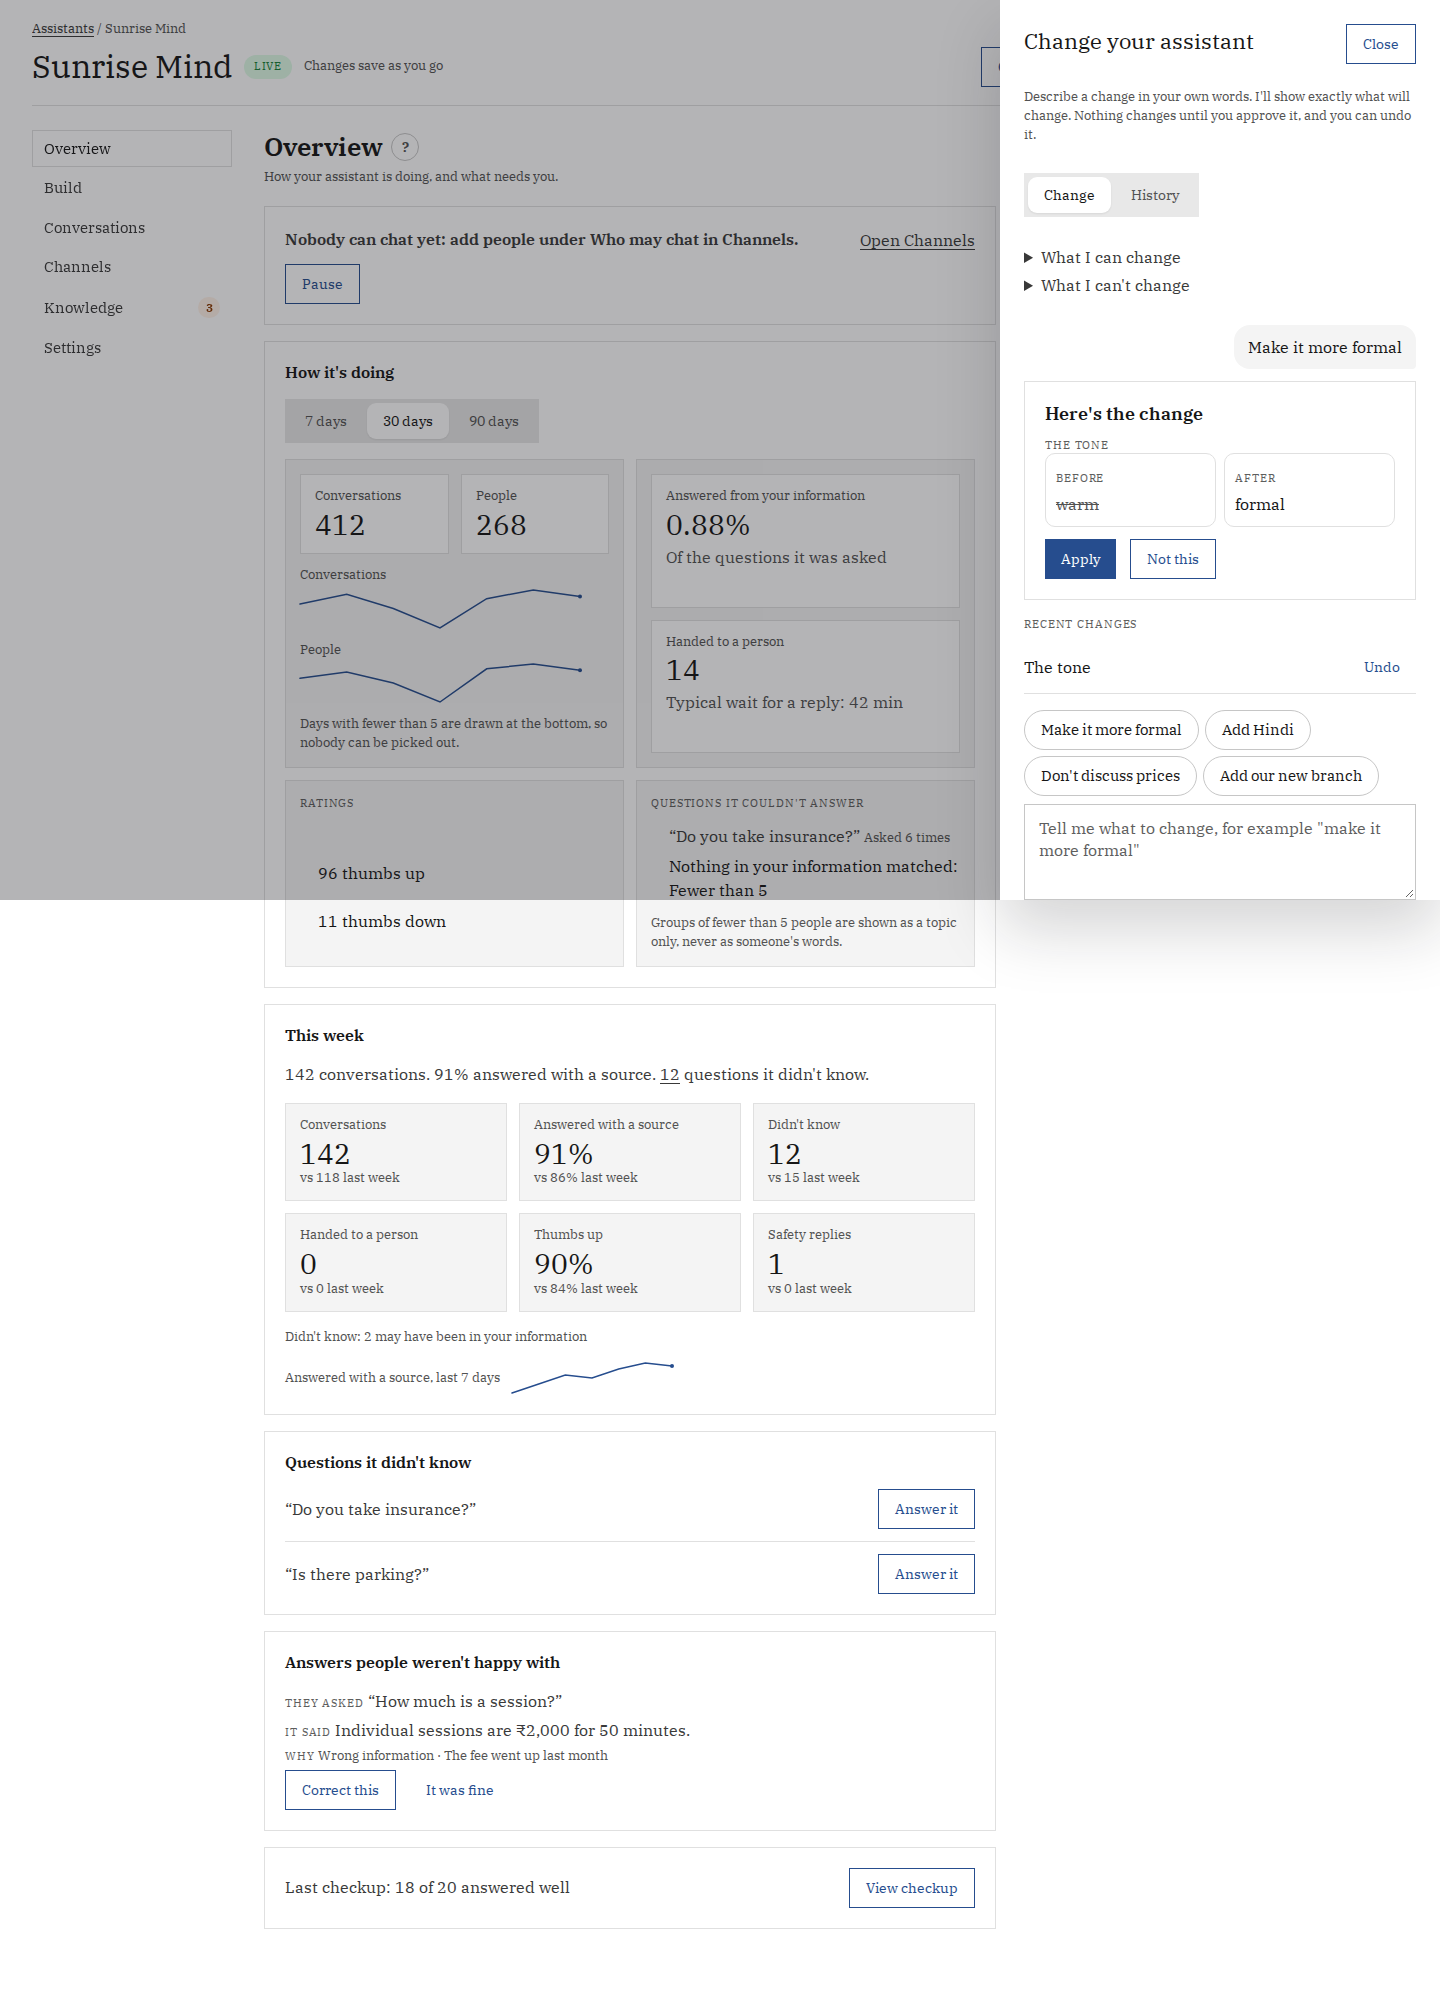 Assistants / Sunrise Mind
Sunrise Mind
LIVE
Changes save as you go
Overview
Build
Conversations
Channels
Knowledge
3
Settings
Overview
?
How your assistant is doing, and what needs you.
Nobody can chat yet: add people under Who may chat in Channels.
Open Channels
Pause
How it's doing
7 days
30 days
90 days
Conversations
412
People
268
Conversations
People
Days with fewer than 5 are drawn at the bottom, so
nobody can be picked out.
Answered from your information
0.88%
Of the questions it was asked
Handed to a person
14
Typical wait for a reply: 42 min
RATINGS
96 thumbs up
11 thumbs down
QUESTIONS IT COULDN'T ANSWER
“Do you take insurance?” Asked 6 times
Nothing in your information matched:
Fewer than 5
Groups of fewer than 5 people are shown as a topic
only, never as someone's words.
This week
142 conversations. 91% answered with a source. 12 questions it didn't know.
Conversations
142
vs 118 last week
Answered with a source
91%
vs 86% last week
Didn't know
12
vs 15 last week
Handed to a person
0
vs 0 last week
Thumbs up
90%
vs 84% last week
Safety replies
1
vs 0 last week
Didn't know: 2 may have been in your information
Answered with a source, last 7 days
Questions it didn't know
“Do you take insurance?”
Answer it
“Is there parking?”
Answer it
Answers people weren't happy with
THEY ASKED “How much is a session?”
IT SAID Individual sessions are ₹2,000 for 50 minutes.
WHY Wrong information · The fee went up last month
Correct this
It was fine
Last checkup: 18 of 20 answered well
View checkup
Change your assistant
Close
Describe a change in your own words. I'll show exactly what will
change. Nothing changes until you approve it, and you can undo
it.
Change
History
What I can change
What I can't change
Make it more formal
Here's the change
THE TONE
BEFORE
warm
AFTER
formal
Apply
Not this
RECENT CHANGES
The tone
Undo
Make it more formal
Add Hindi
Don't discuss prices
Add our new branch
Tell me what to change, for example "make it
more formal"